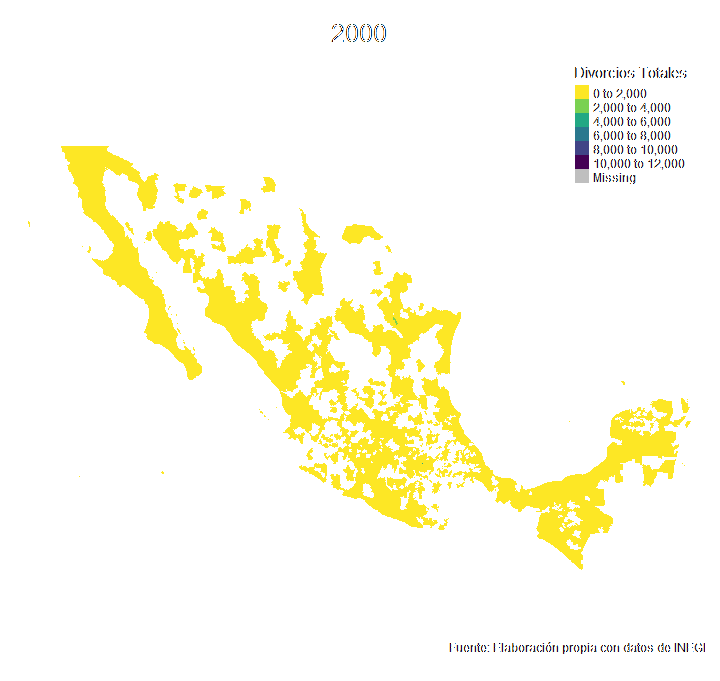 2000
Divorcios Totales
0 to 2,000
2,000 to 4,000
4,000 to 6,000
6,000 to 8,000
8,000 to 10,000
10,000 to 12,000
Missing
Fuente: Elaboración propia con datos de INEGI